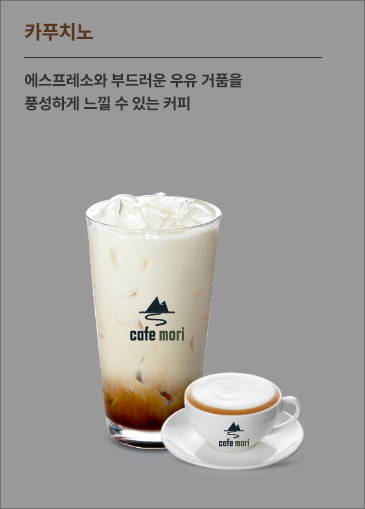 카푸치노
에스프레소와 부드러운 우유 거품을
풍성하게 느낄 수 있는 커피
cafe mori
cafe mori